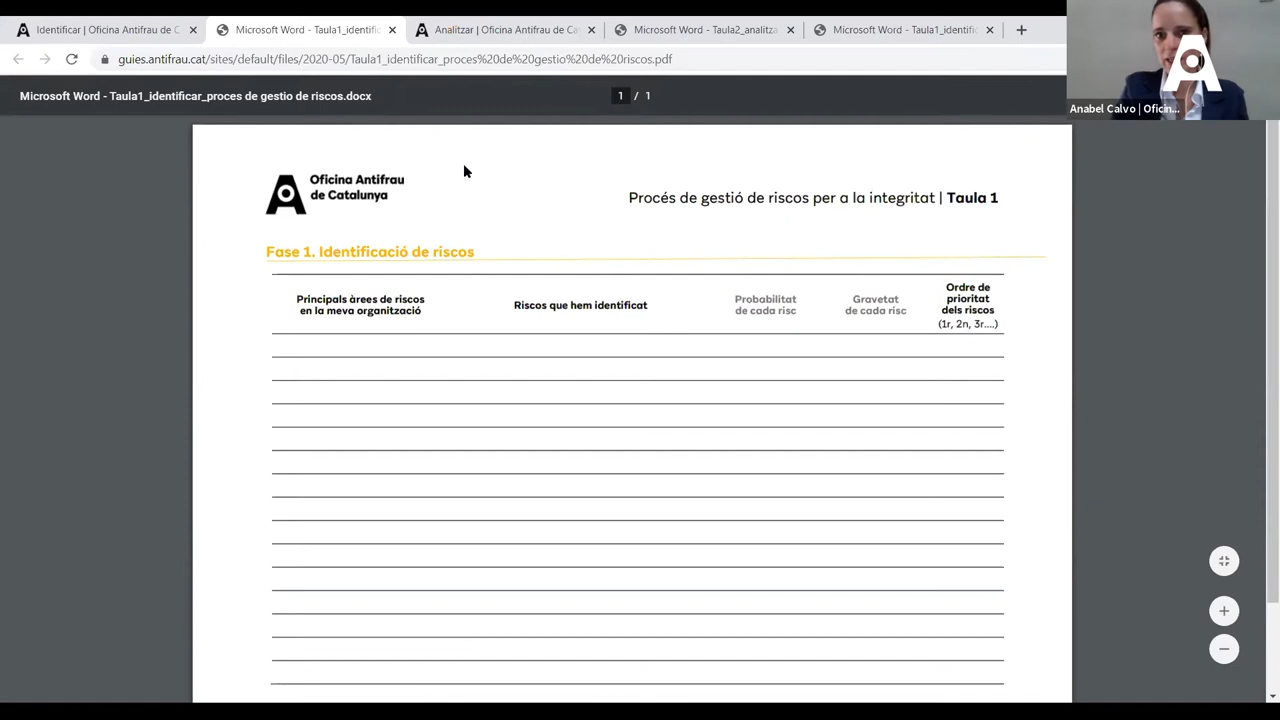 Identificar | Oficina Antifrau de C
Microsoft Word - Taula1_identific
Analitzar | Oficina Antifrau de Ca
Microsoft Word - Taula2_analitza
Microsoft Word - Taula1_identific
guies.antifrau.cat/sites/default/files/2020-05/Taula1_identificar_proces%20de%20gestio%20de%20riscos.pdf
Microsoft Word - Taula1_identificar_proces de gestio de riscos.docx
1 / 1
Anabel Calvo | Oficin...
Oficina Antifrau
de Catalunya
Procés de gestió de riscos per a la integritat | Taula 1
Fase 1. Identificació de riscos
Principals àrees de riscos
en la meva organització
Riscos que hem identificat
Probabilitat
de cada risc
Gravetat
de cada risc
Ordre de
prioritat
dels riscos
(1r, 2n, 3r....)